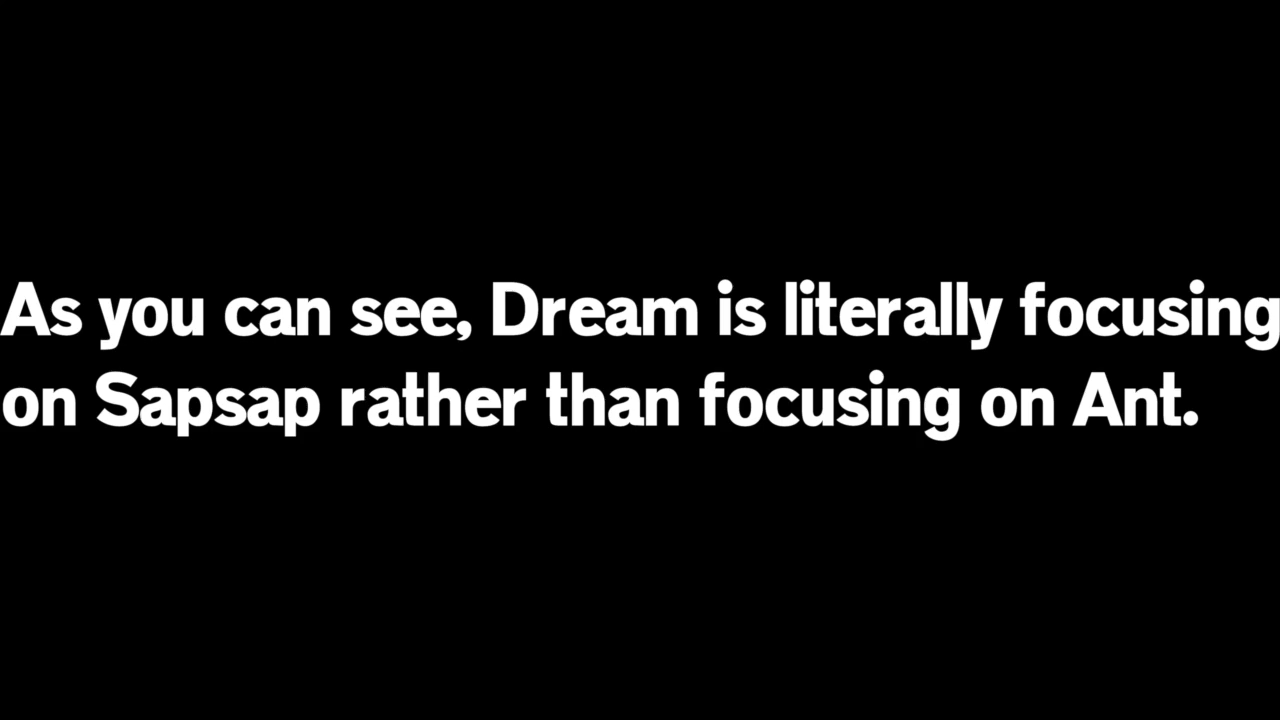 As you can see, Dream is literally focusing
on Sapsap rather than focusing on Ant.